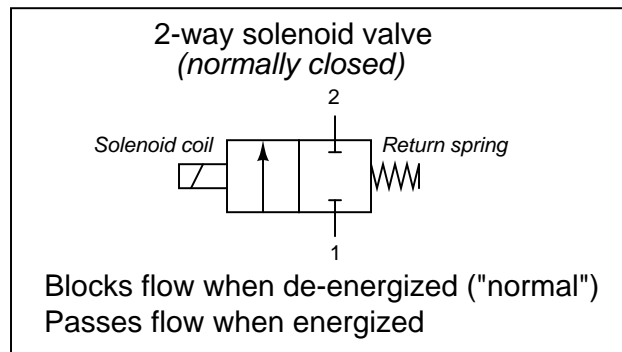 2-way solenoid valve
(normally closed)
2
Solenoid coil
Return spring
1
Blocks flow when de-energized ("normal")
Passes flow when energized